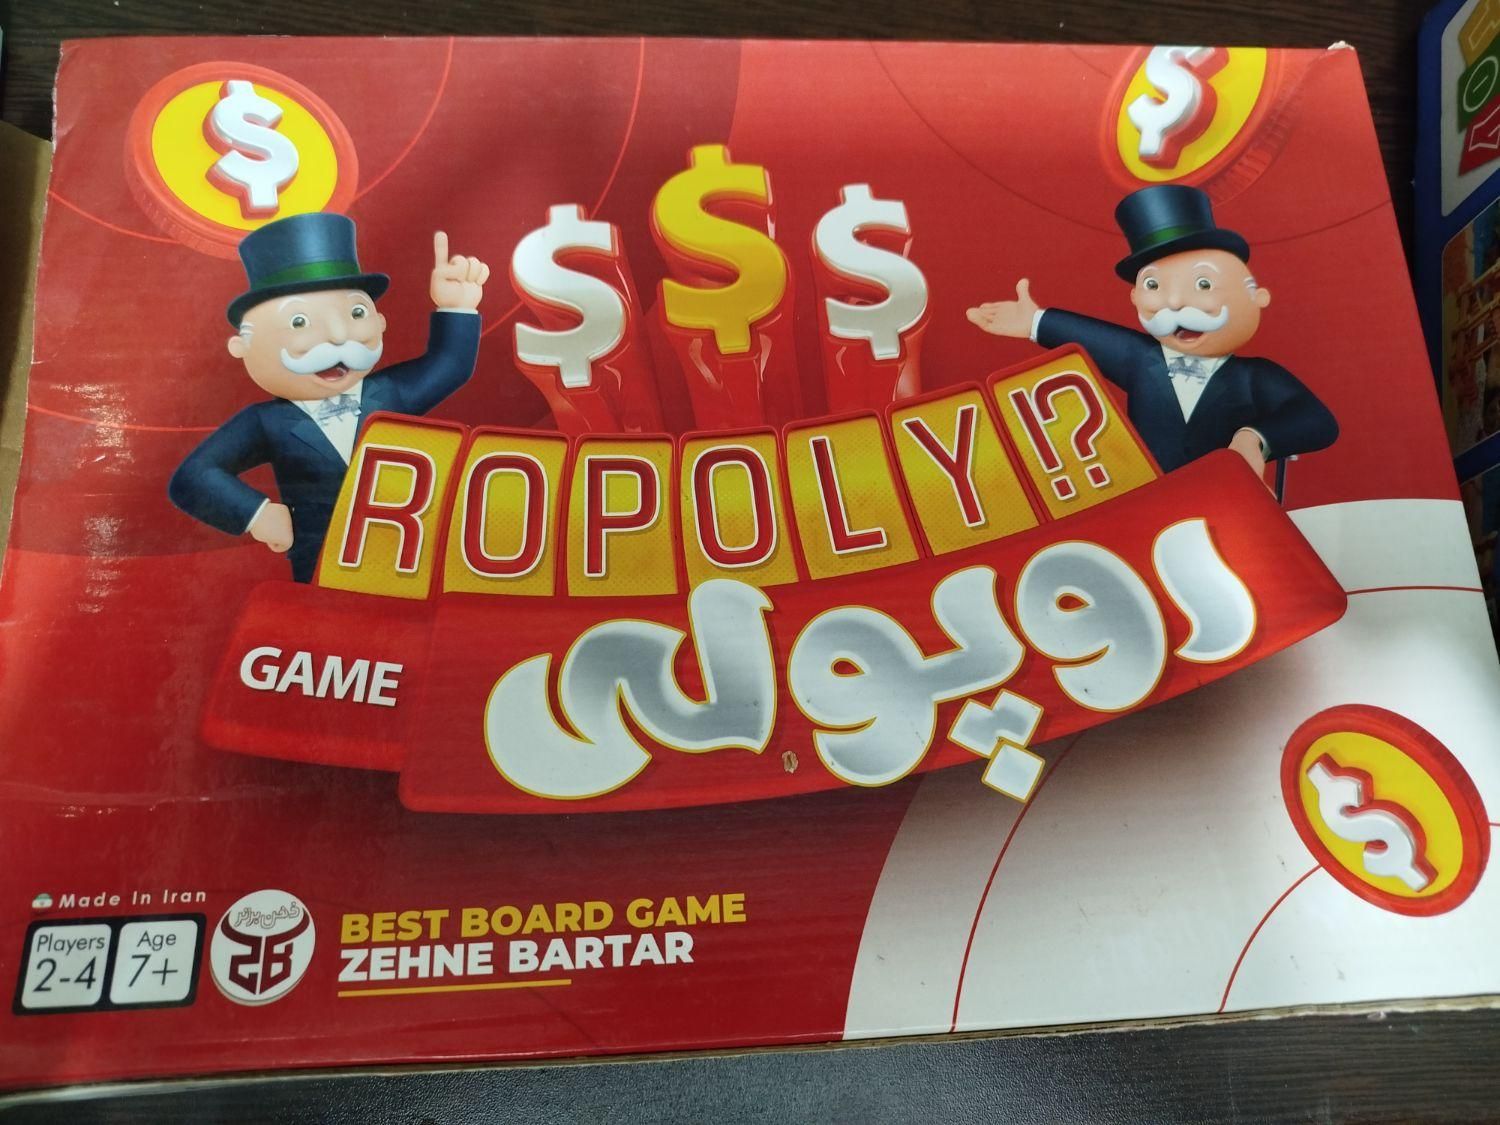 $
$
$ $ $
ROPOLY!?
GAME
روپولی
$
Made In Iran
Players
2-4
Age
7+
ذهن برتر
ZB
BEST BOARD GAME
ZEHNE BARTAR